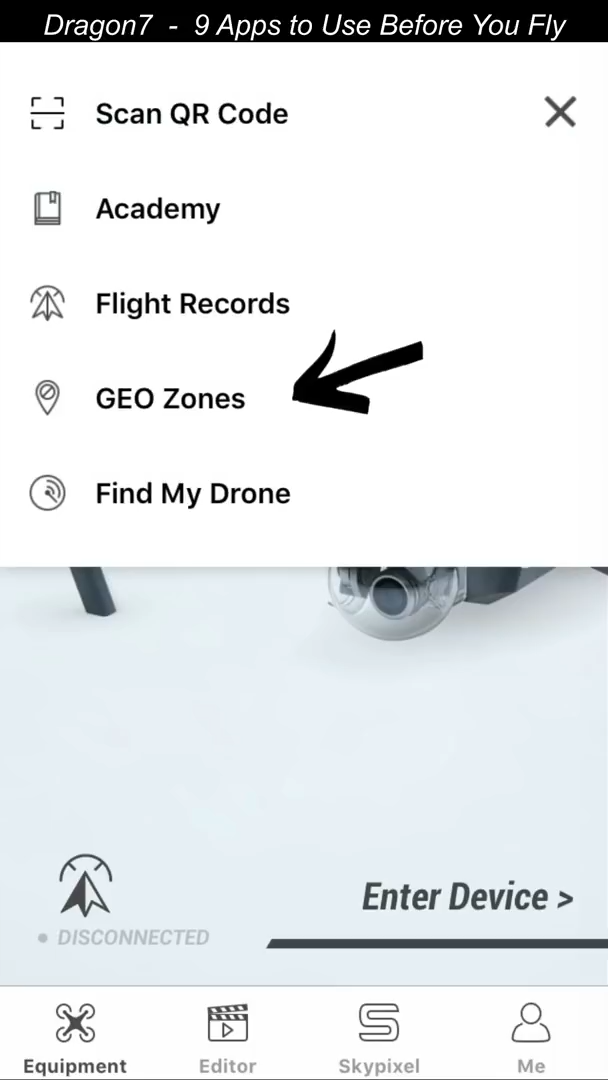 Dragon7 - 9 Apps to Use Before You Fly
Scan QR Code
Academy
Flight Records
GEO Zones
Find My Drone
Enter Device >
DISCONNECTED
Equipment
Editor
Skypixel
Me